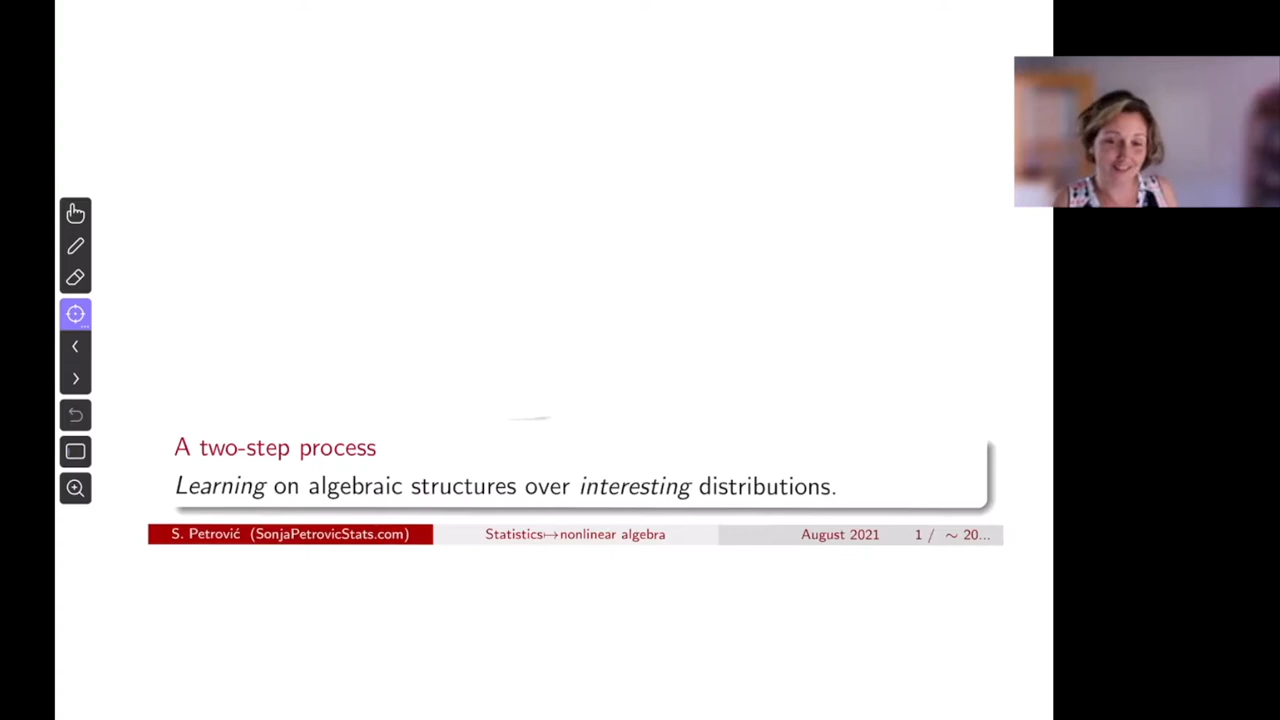 A two-step process
Learning on algebraic structures over interesting distributions.
S. Petrović (SonjaPetrovicStats.com) Statistics↦nonlinear algebra August 2021 1 / ∼ 20...